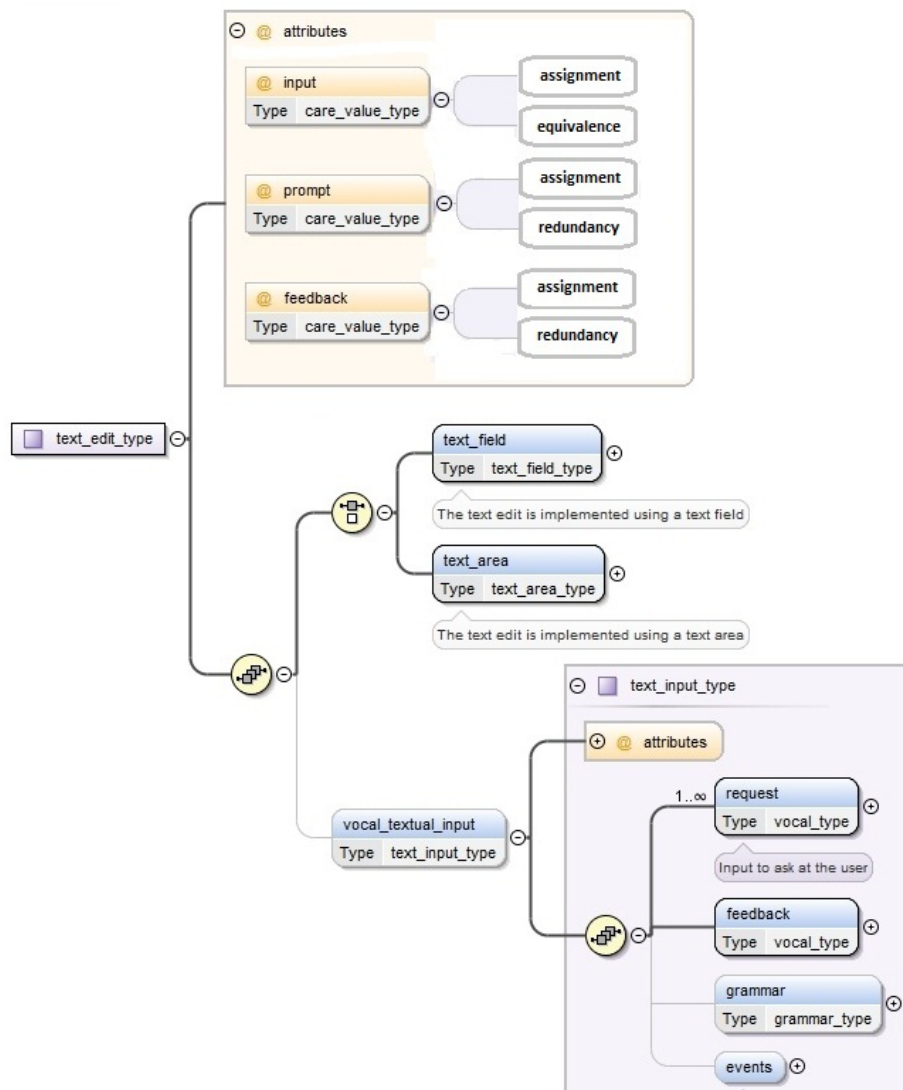 @ attributes
@ input
Type care_value_type
assignment
equivalence
@ prompt
Type care_value_type
assignment
redundancy
@ feedback
Type care_value_type
assignment
redundancy
text_edit_type
text_field
Type text_field_type
The text edit is implemented using a text field
text_area
Type text_area_type
The text edit is implemented using a text area
text_input_type
@ attributes
1..∞
request
Type vocal_type
Input to ask at the user
vocal_textual_input
Type text_input_type
feedback
Type vocal_type
grammar
Type grammar_type
events